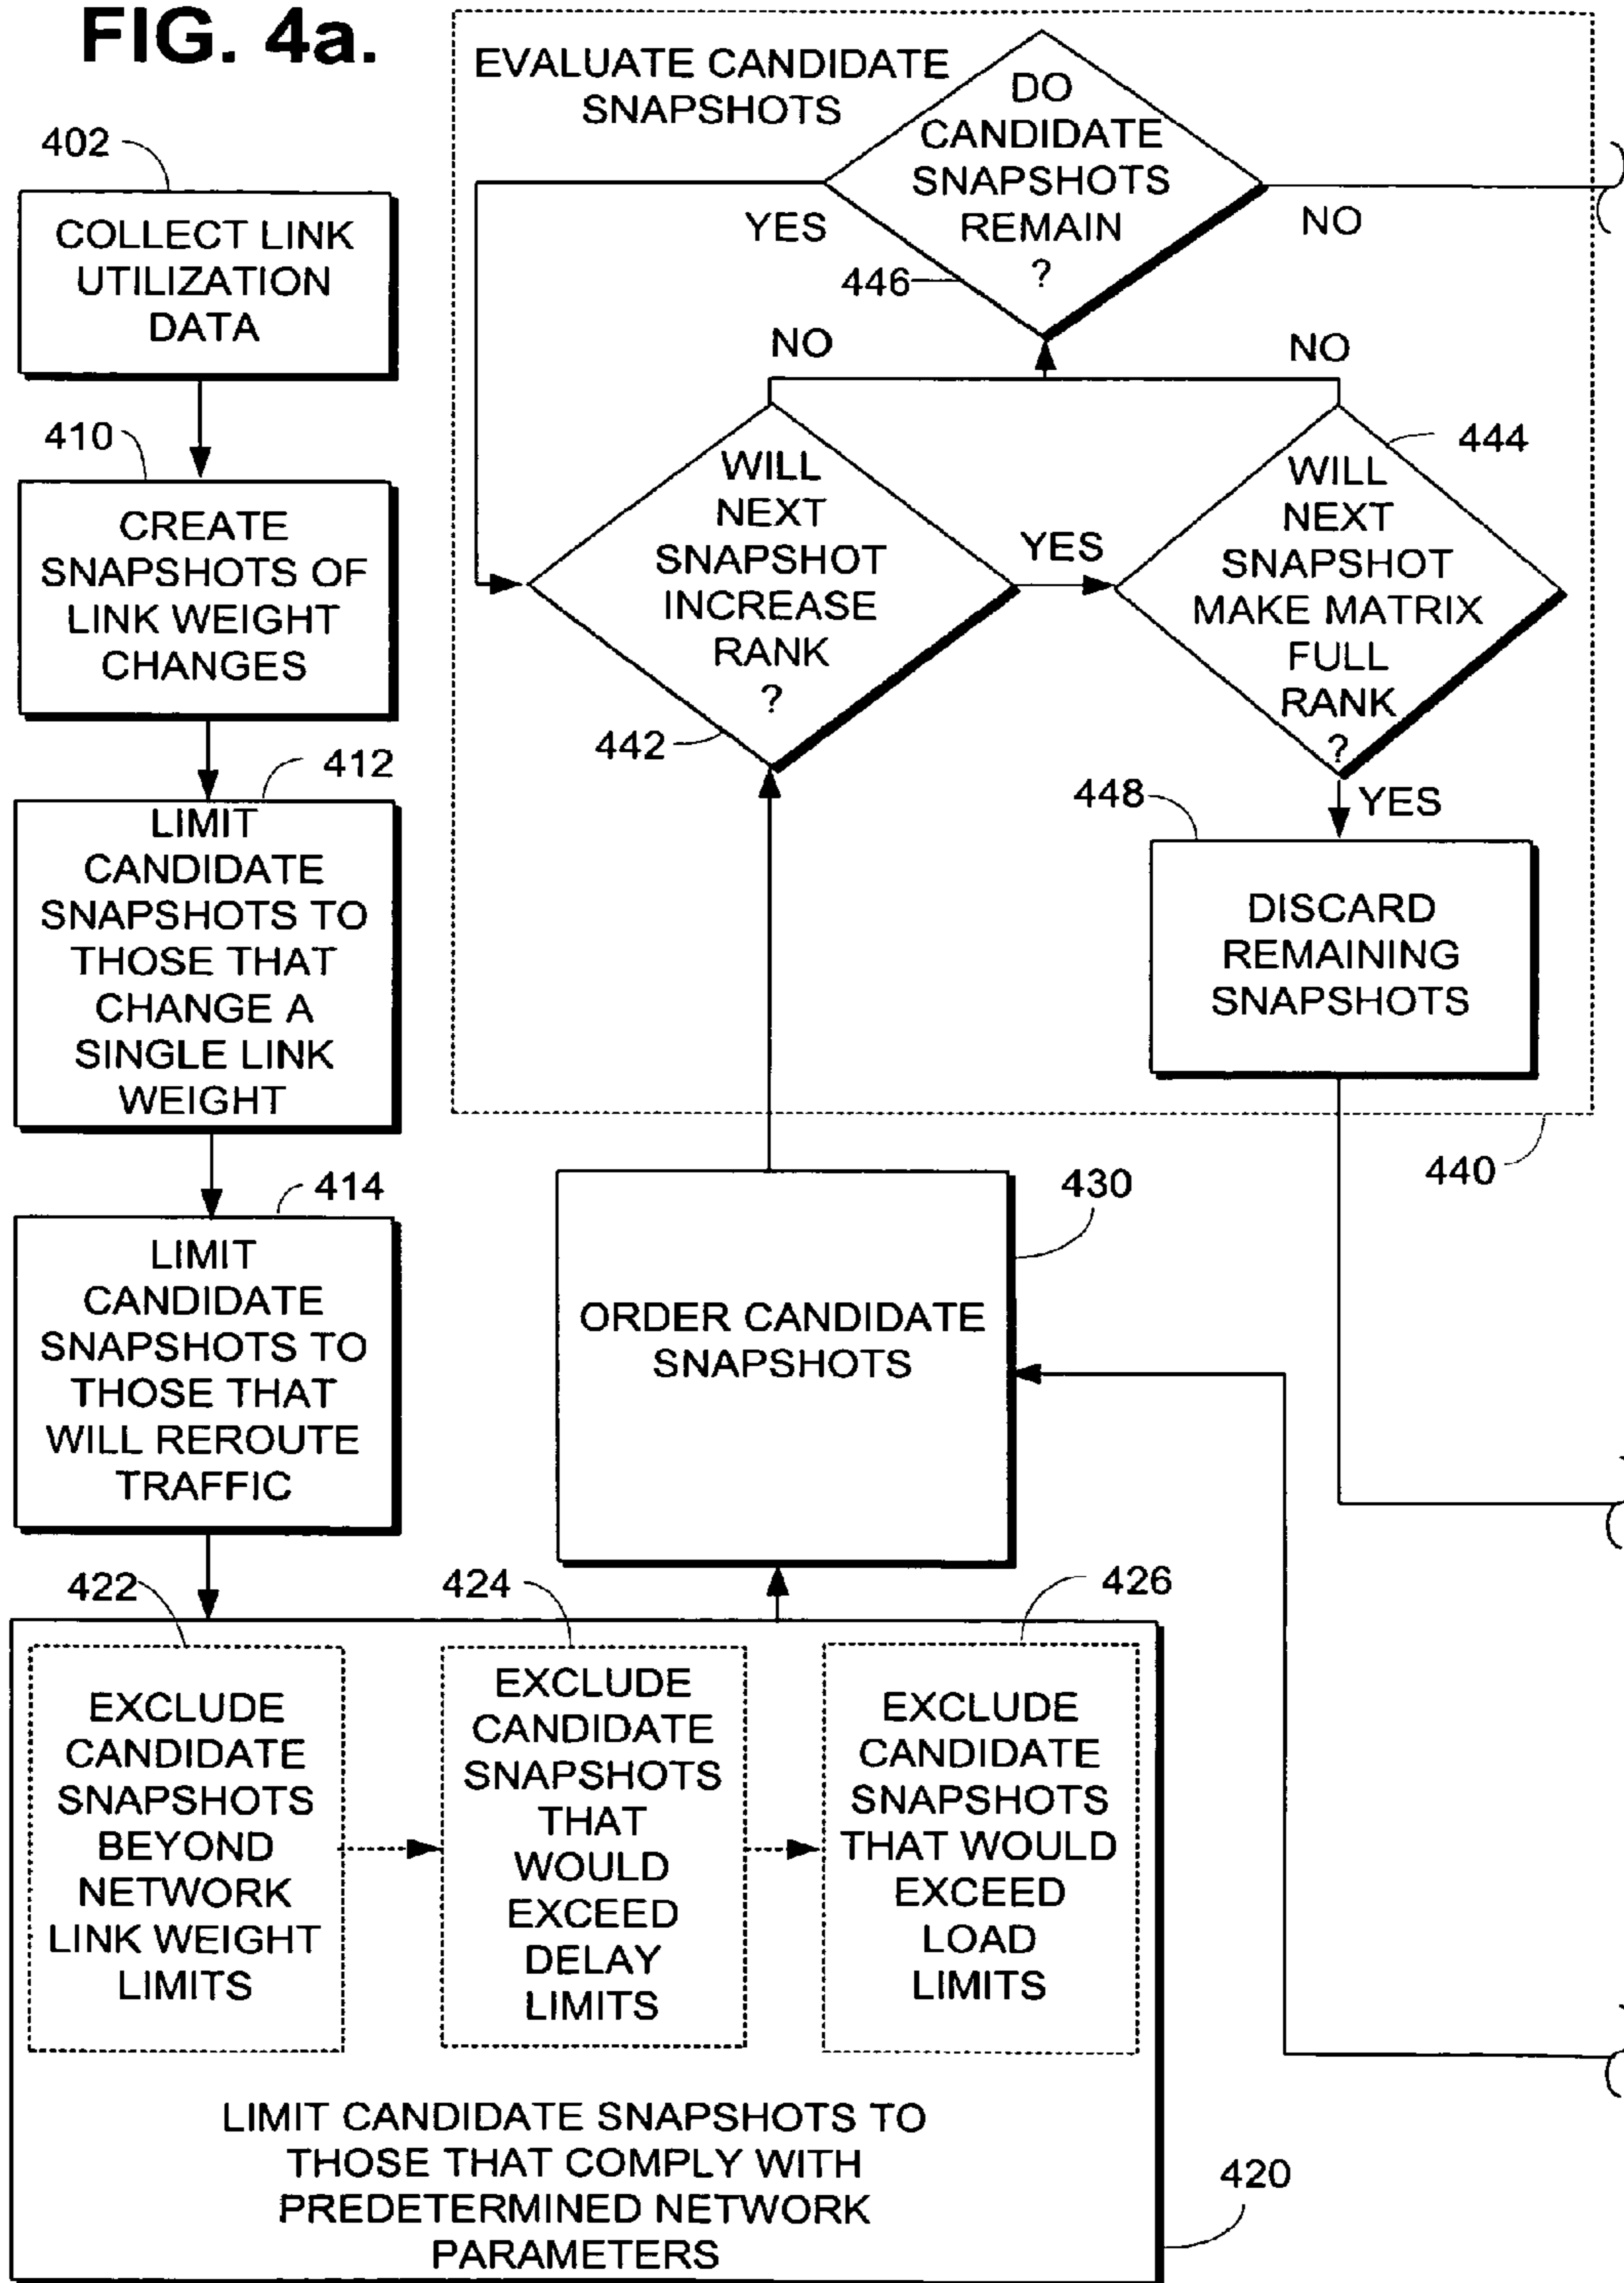 FIG. 4a.
402
COLLECT LINK
UTILIZATION
DATA
410
CREATE
SNAPSHOTS OF
LINK WEIGHT
CHANGES
412
LIMIT
CANDIDATE
SNAPSHOTS TO
THOSE THAT
CHANGE A
SINGLE LINK
WEIGHT
414
LIMIT
CANDIDATE
SNAPSHOTS TO
THOSE THAT
WILL REROUTE
TRAFFIC
422
EXCLUDE
CANDIDATE
SNAPSHOTS
BEYOND
NETWORK
LINK WEIGHT
LIMITS
424
EXCLUDE
CANDIDATE
SNAPSHOTS
THAT
WOULD
EXCEED
DELAY
LIMITS
426
EXCLUDE
CANDIDATE
SNAPSHOTS
THAT WOULD
EXCEED
LOAD
LIMITS
LIMIT CANDIDATE SNAPSHOTS TO
THOSE THAT COMPLY WITH
PREDETERMINED NETWORK
PARAMETERS
420
430
ORDER CANDIDATE
SNAPSHOTS
EVALUATE CANDIDATE
SNAPSHOTS
DO
CANDIDATE
SNAPSHOTS
REMAIN
?
446
YES
NO
NO
NO
WILL
NEXT
SNAPSHOT
INCREASE
RANK
?
442
YES
444
WILL
NEXT
SNAPSHOT
MAKE MATRIX
FULL
RANK
?
YES
448
DISCARD
REMAINING
SNAPSHOTS
440